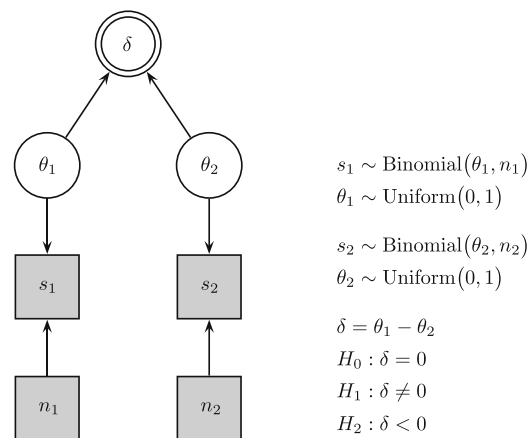 δ
θ₁ θ₂
s₁ ∼ Binomial(θ₁, n₁)
θ₁ ∼ Uniform(0, 1)
s₁ s₂
s₂ ∼ Binomial(θ₂, n₂)
θ₂ ∼ Uniform(0, 1)
δ = θ₁ − θ₂
H₀ : δ = 0
H₁ : δ ≠ 0
n₁ n₂
H₂ : δ < 0